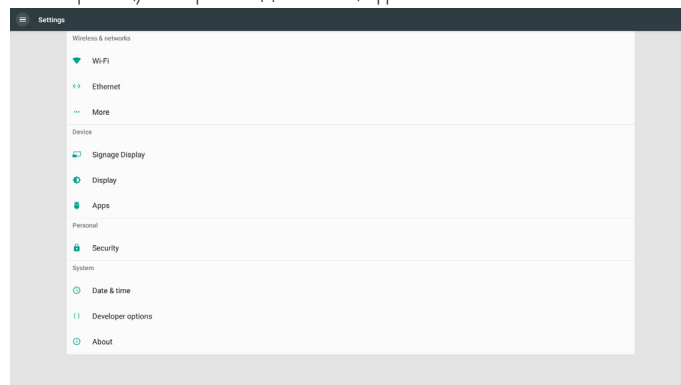 Settings
Wireless & networks
Wi-Fi
Ethernet
More
Device
Signage Display
Display
Apps
Personal
Security
System
Date & time
Developer options
About